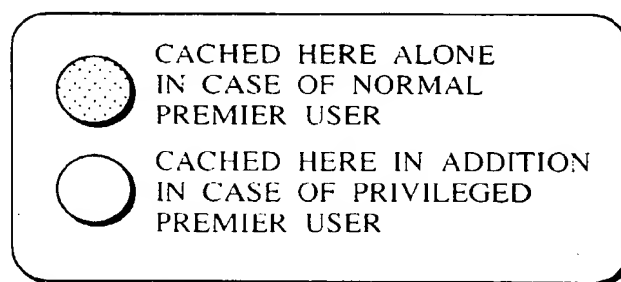 CACHED HERE ALONE
IN CASE OF NORMAL
PREMIER USER
CACHED HERE IN ADDITION
IN CASE OF PRIVILEGED
PREMIER USER